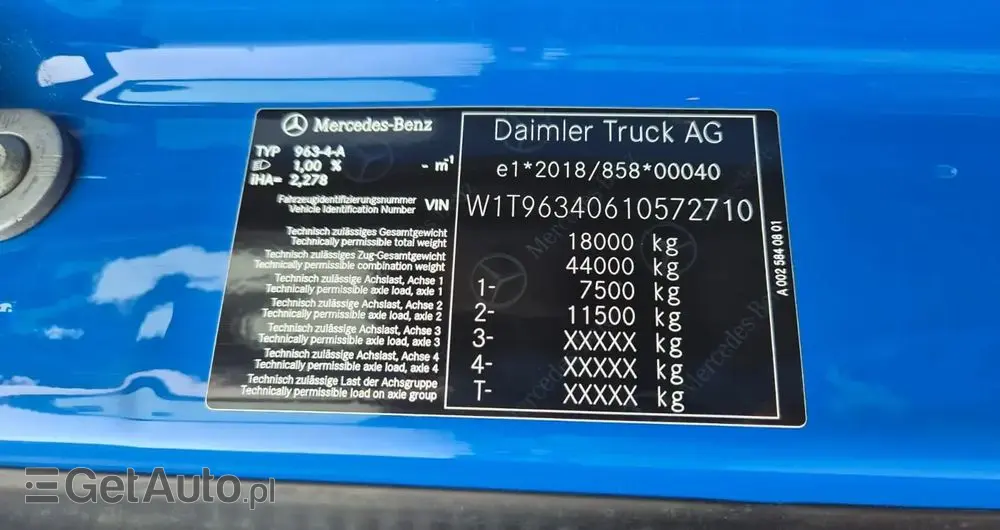 Mercedes-Benz
TYP 963-4-A
1,00 % - m-1
iHA= 2,278
Daimler Truck AG
e1*2018/858*00040
Fahrzeugidentifizierungsnummer
Vehicle Identification Number VIN W1T96340610572710
Technisch zulässiges Gesamtgewicht
Technically permissible total weight 18000 kg
Technisch zulässiges Zug-Gesamtgewicht
Technically permissible combination weight 44000 kg
Technisch zulässige Achslast, Achse 1
Technically permissible axle load, axle 1 1- 7500 kg
Technisch zulässige Achslast, Achse 2
Technically permissible axle load, axle 2 2- 11500 kg
Technisch zulässige Achslast, Achse 3
Technically permissible axle load, axle 3 3- XXXXX kg
Technisch zulässige Achslast, Achse 4
Technically permissible axle load, axle 4 4- XXXXX kg
Technisch zulässige Last der Achsgruppe
Technically permissible load on axle group T- XXXXX kg
A 002 584 08 01
GetAuto.pl